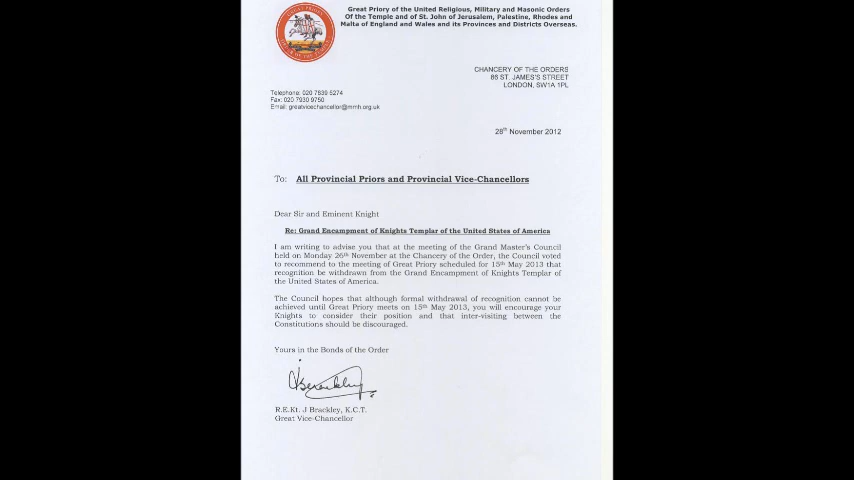 Great Priory of the United Religious, Military and Masonic Orders
Of the Temple and of St. John of Jerusalem, Palestine, Rhodes and
Malta of England and Wales and its Provinces and Districts Overseas.
CHANCERY OF THE ORDERS
86 ST. JAMES'S STREET
LONDON, SW1A 1PL
Telephone: 020 7839 5274
Fax: 020 7930 9750
Email: greatvicechancellor@mmh.org.uk
28th November 2012
To: All Provincial Priors and Provincial Vice-Chancellors
Dear Sir and Eminent Knight
Re: Grand Encampment of Knights Templar of the United States of America
I am writing to advise you that at the meeting of the Grand Master's Council
held on Monday 26th November at the Chancery of the Order, the Council voted
to recommend to the meeting of Great Priory scheduled for 15th May 2013 that
recognition be withdrawn from the Grand Encampment of Knights Templar of
the United States of America.
The Council hopes that although formal withdrawal of recognition cannot be
achieved until Great Priory meets on 15th May 2013, you will encourage your
Knights to consider their position and that inter-visiting between the
Constitutions should be discouraged.
Yours in the Bonds of the Order
R.E.Kt. J Brackley, K.C.T.
Great Vice-Chancellor